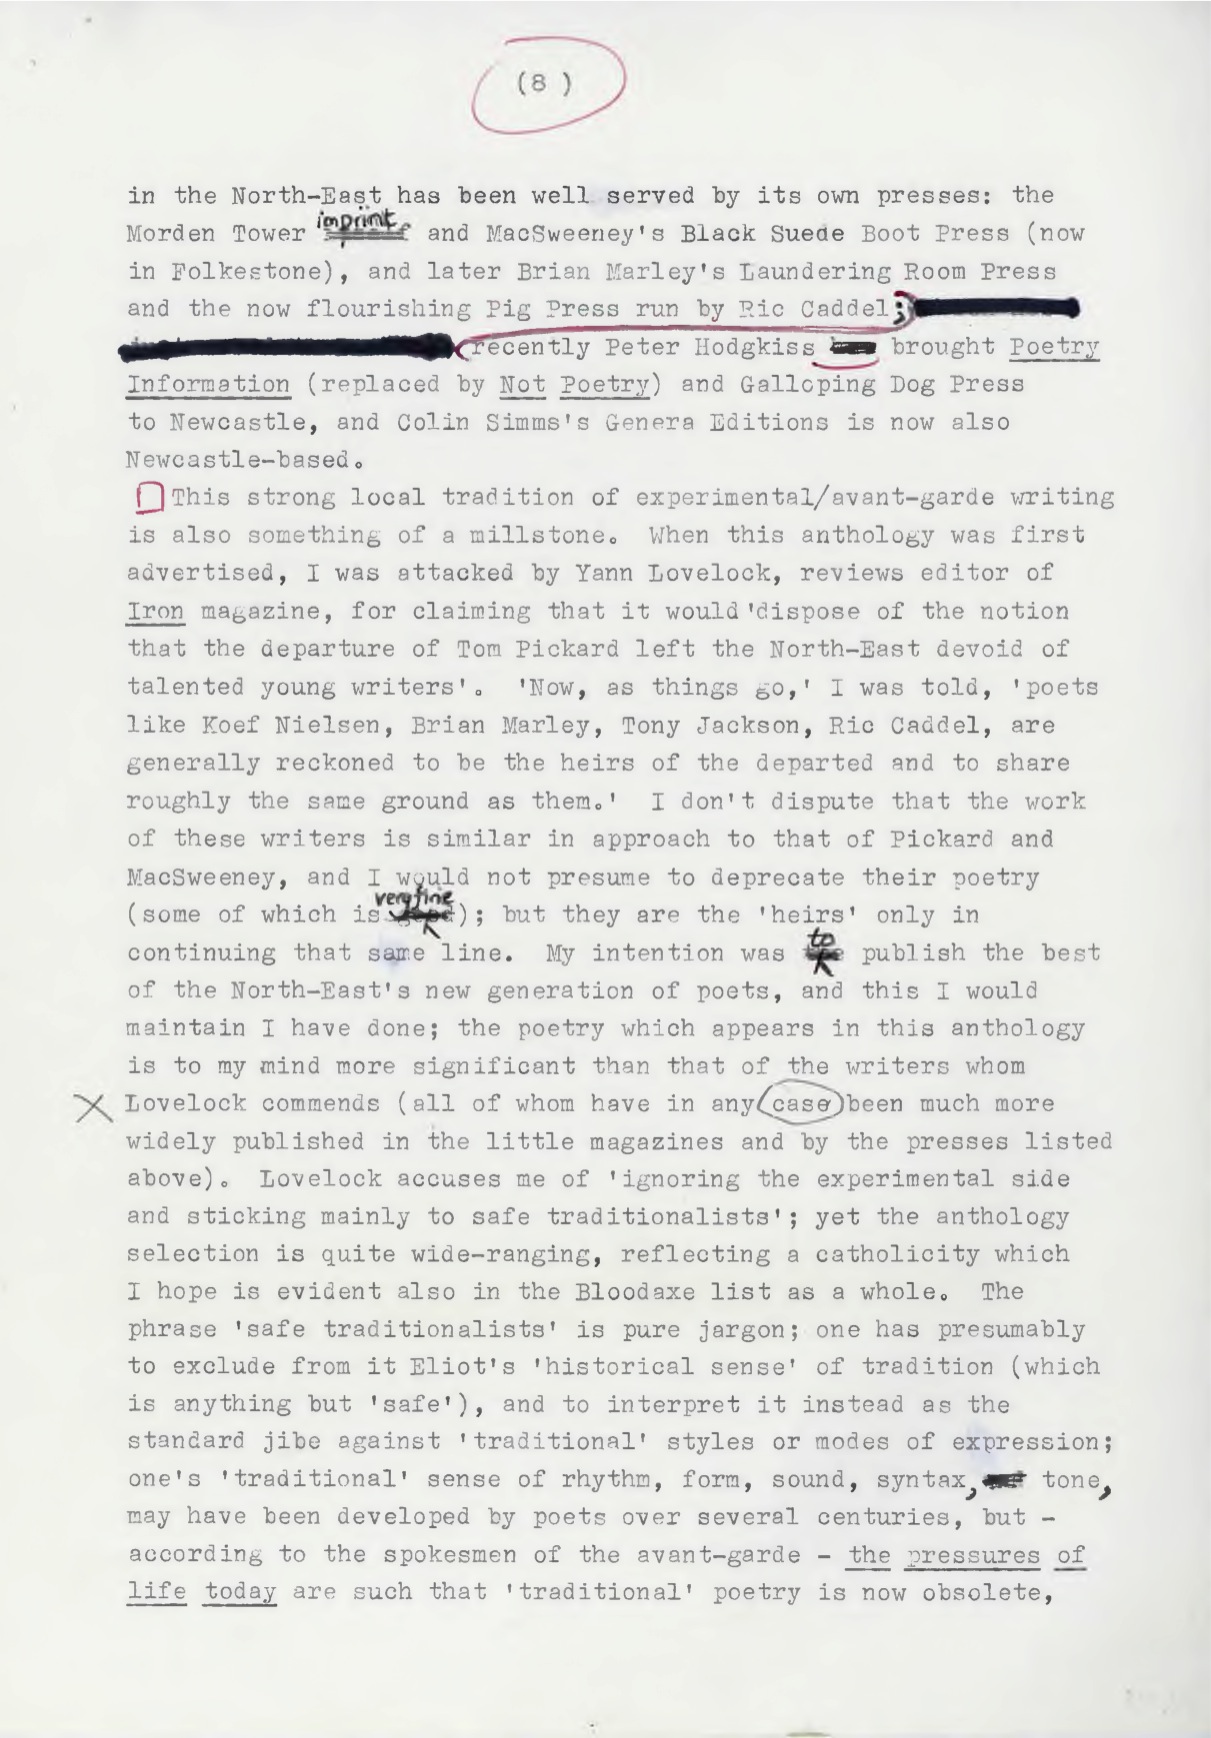 (8 )
in the North-East has been well served by its own presses: the
Morden Tower imprint and MacSweeney's Black Suede Boot Press (now
in Folkestone), and later Brian Marley's Laundering Room Press
and the now flourishing Pig Press run by Ric Caddel;
recently Peter Hodgkiss brought Poetry
Information (replaced by Not Poetry) and Galloping Dog Press
to Newcastle, and Colin Simms's Genera Editions is now also
Newcastle-based.
This strong local tradition of experimental/avant-garde writing
is also something of a millstone. When this anthology was first
advertised, I was attacked by Yann Lovelock, reviews editor of
Iron magazine, for claiming that it would 'dispose of the notion
that the departure of Tom Pickard left the North-East devoid of
talented young writers'. 'Now, as things go,' I was told, 'poets
like Koef Nielsen, Brian Marley, Tony Jackson, Ric Caddel, are
generally reckoned to be the heirs of the departed and to share
roughly the same ground as them.' I don't dispute that the work
of these writers is similar in approach to that of Pickard and
MacSweeney, and I would not presume to deprecate their poetry
(some of which is very fine); but they are the 'heirs' only in
continuing that same line. My intention was to publish the best
of the North-East's new generation of poets, and this I would
maintain I have done; the poetry which appears in this anthology
is to my mind more significant than that of the writers whom
Lovelock commends (all of whom have in any case been much more
widely published in the little magazines and by the presses listed
above). Lovelock accuses me of 'ignoring the experimental side
and sticking mainly to safe traditionalists'; yet the anthology
selection is quite wide-ranging, reflecting a catholicity which
I hope is evident also in the Bloodaxe list as a whole. The
phrase 'safe traditionalists' is pure jargon; one has presumably
to exclude from it Eliot's 'historical sense' of tradition (which
is anything but 'safe'), and to interpret it instead as the
standard jibe against 'traditional' styles or modes of expression;
one's 'traditional' sense of rhythm, form, sound, syntax, tone,
may have been developed by poets over several centuries, but -
according to the spokesmen of the avant-garde - the pressures of
life today are such that 'traditional' poetry is now obsolete,